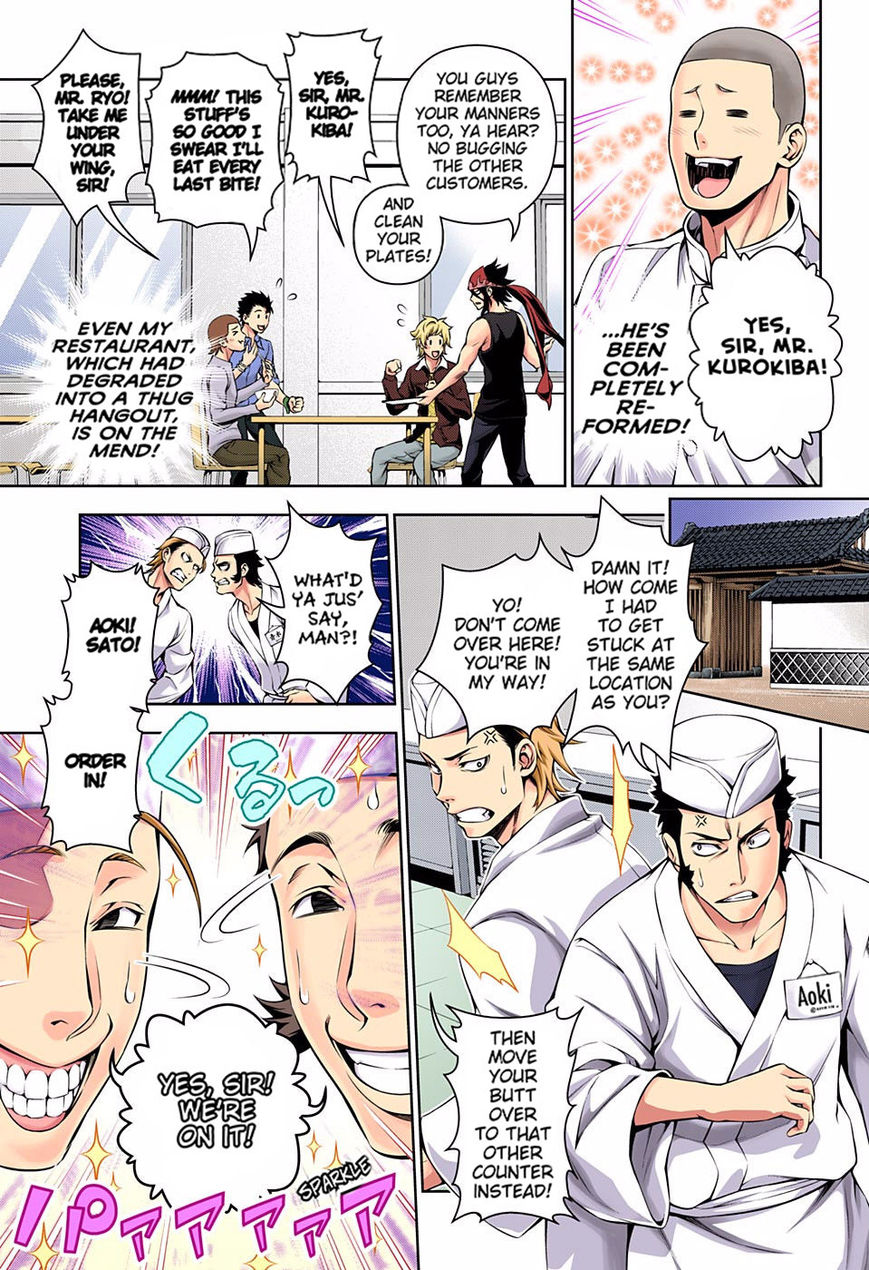 YES,
SIR, MR.
KUROKIBA!
...HE'S
BEEN
COM-
PLETELY
RE-
FORMED!
YOU GUYS
REMEMBER
YOUR MANNERS
TOO, YA HEAR?
NO BUGGING
THE OTHER
CUSTOMERS.
AND
CLEAN
YOUR
PLATES!
YES,
SIR, MR.
KURO-
KIBA!
MMM! THIS
STUFF'S
SO GOOD I
SWEAR I'LL
EAT EVERY
LAST BITE!
PLEASE,
MR. RYO!
TAKE ME
UNDER
YOUR
WING,
SIR!
EVEN MY
RESTAURANT,
WHICH HAD
DEGRADED
INTO A THUG
HANGOUT,
IS ON THE
MEND!
DAMN IT!
HOW COME
I HAD
TO GET
STUCK AT
THE SAME
LOCATION
AS YOU?
YO!
DON'T COME
OVER HERE!
YOU'RE IN
MY WAY!
Aoki
THEN
MOVE
YOUR
BUTT
OVER
TO THAT
OTHER
COUNTER
INSTEAD!
WHAT'D
YA JUS'
SAY,
MAN?!
AOKI!
SATO!
ORDER
IN!
くるっ
YES, SIR!
WE'RE
ON IT!
SPARKLE
パァァァァァ